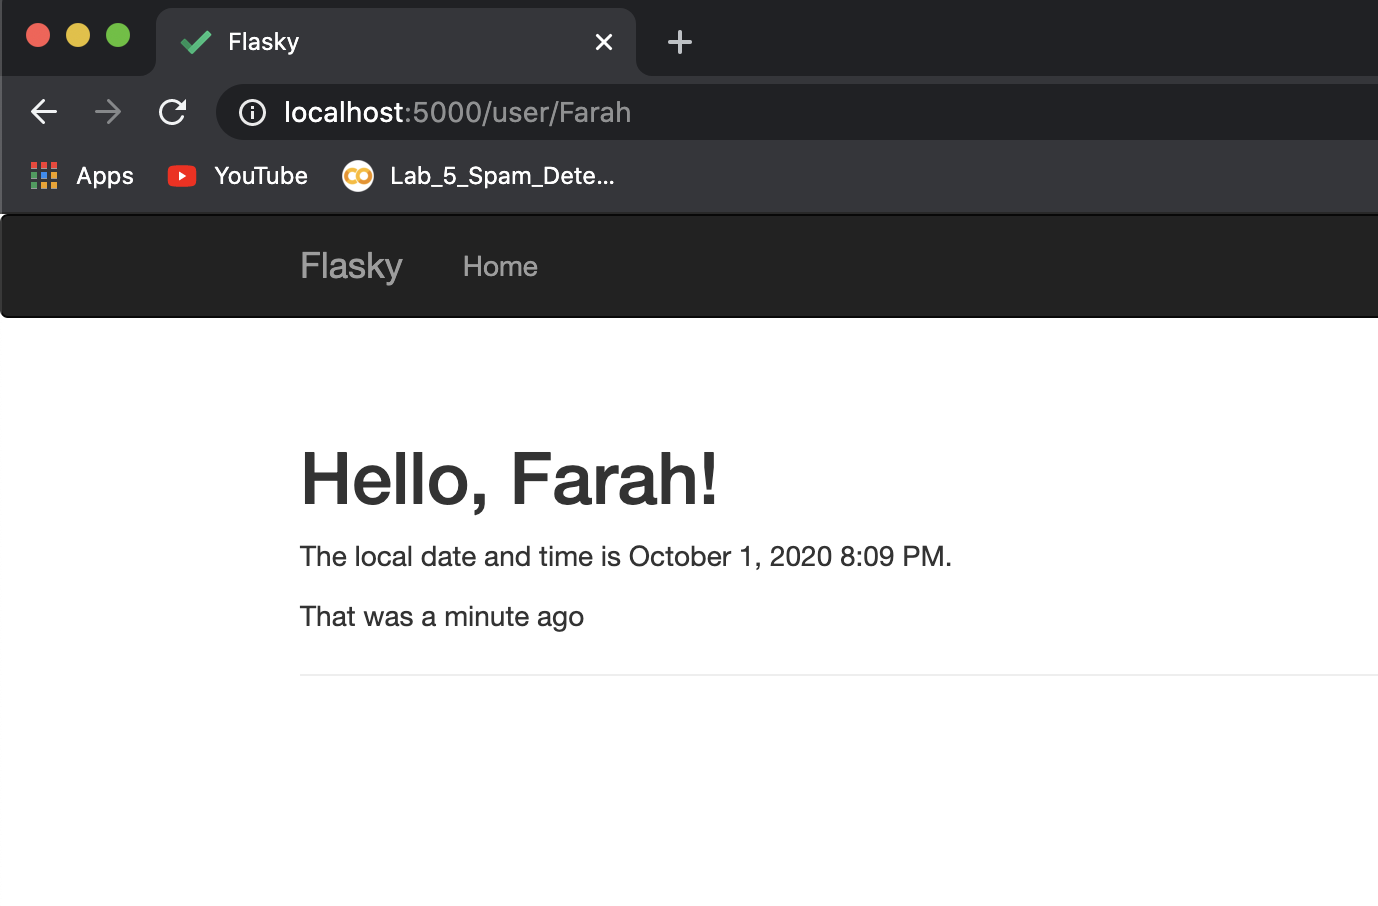 Flasky
localhost:5000/user/Farah
Apps YouTube Lab_5_Spam_Dete...
Flasky Home
Hello, Farah!
The local date and time is October 1, 2020 8:09 PM.
That was a minute ago